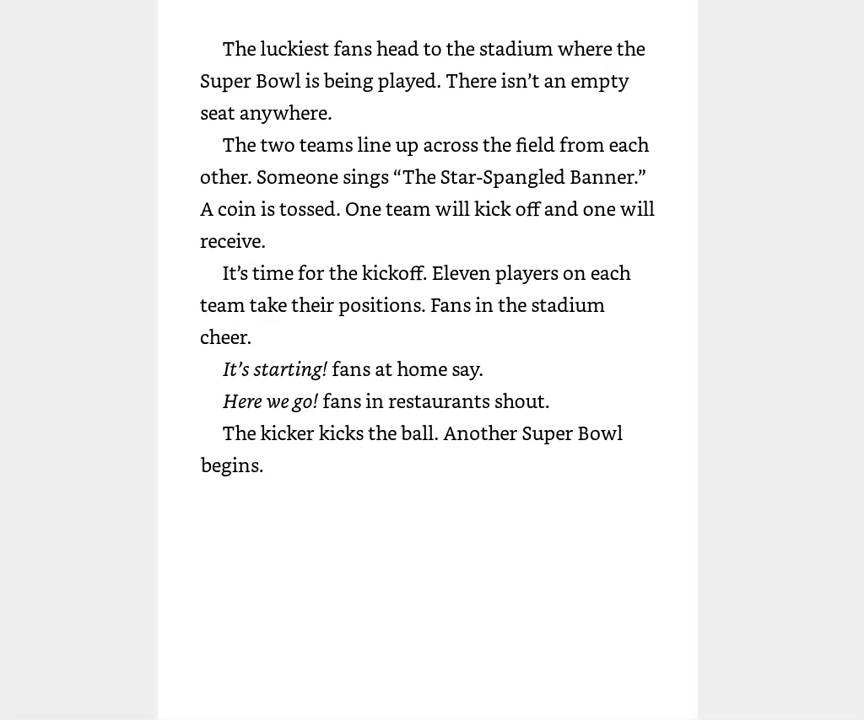 The luckiest fans head to the stadium where the
Super Bowl is being played. There isn’t an empty
seat anywhere.
The two teams line up across the field from each
other. Someone sings “The Star-Spangled Banner.”
A coin is tossed. One team will kick off and one will
receive.
It’s time for the kickoff. Eleven players on each
team take their positions. Fans in the stadium
cheer.
It’s starting! fans at home say.
Here we go! fans in restaurants shout.
The kicker kicks the ball. Another Super Bowl
begins.